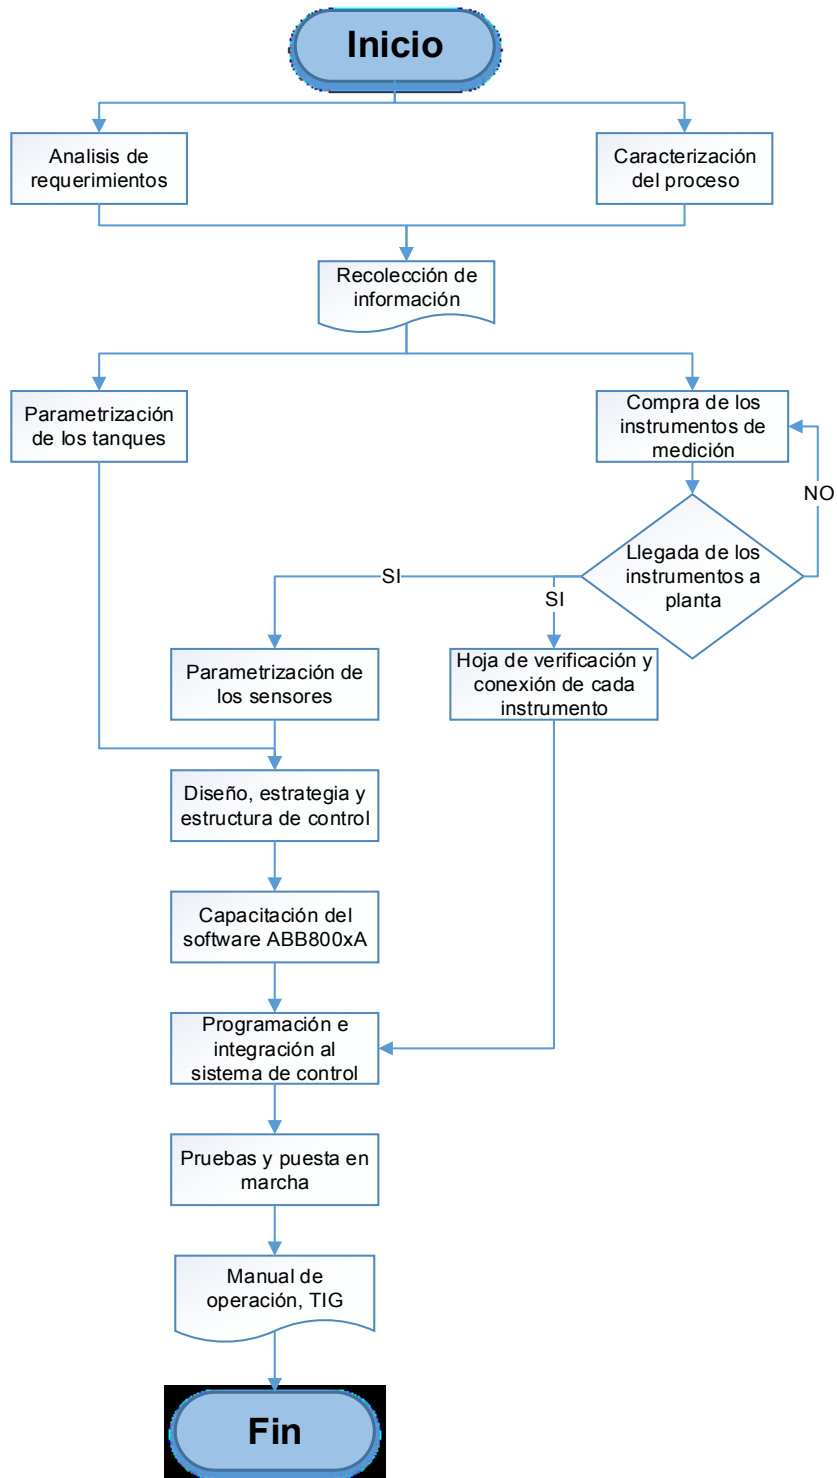 Inicio
Analisis de
requerimientos
Caracterización
del proceso
Recolección de
información
Parametrización
de los tanques
Compra de los
instrumentos de
medición
NO
Llegada de los
instrumentos a
planta
SI
SI
Parametrización de
los sensores
Hoja de verificación y
conexión de cada
instrumento
Diseño, estrategia y
estructura de control
Capacitación del
software ABB800xA
Programación e
integración al
sistema de control
Pruebas y puesta en
marcha
Manual de
operación, TIG
Fin